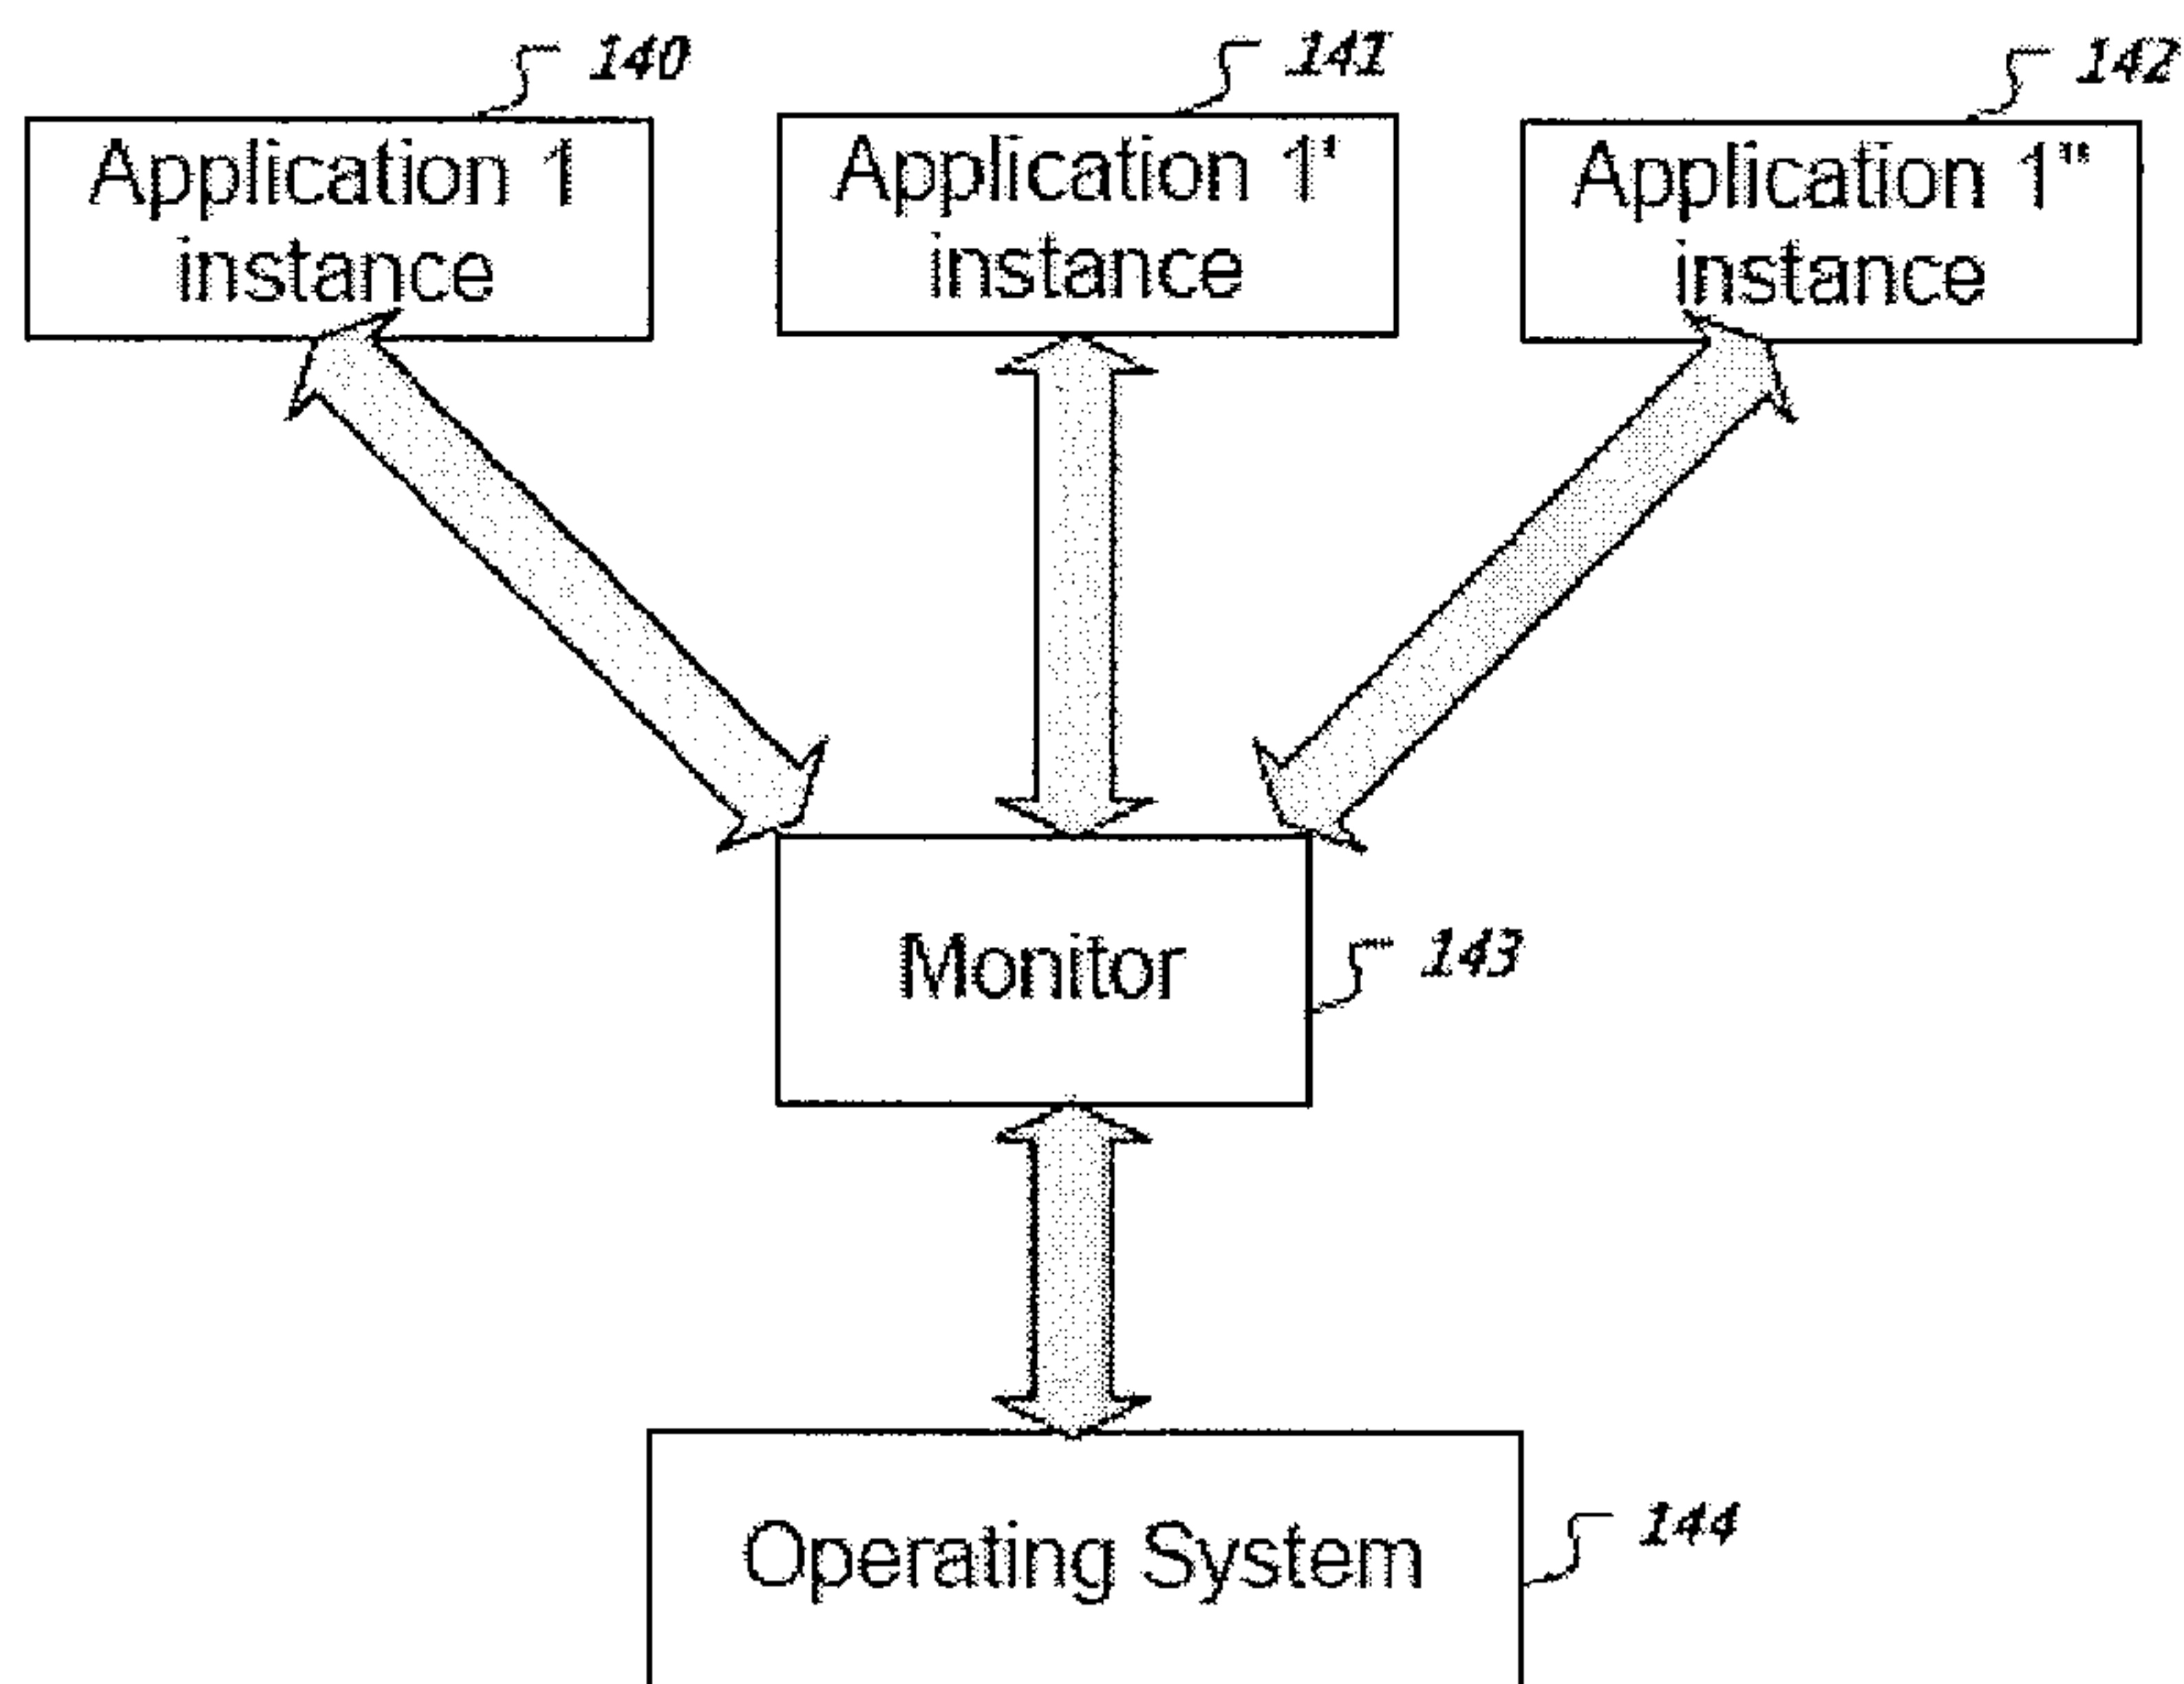 140
141
142
Application 1
instance
Application 1'
instance
Application 1"
instance
Monitor
143
Operating System
144